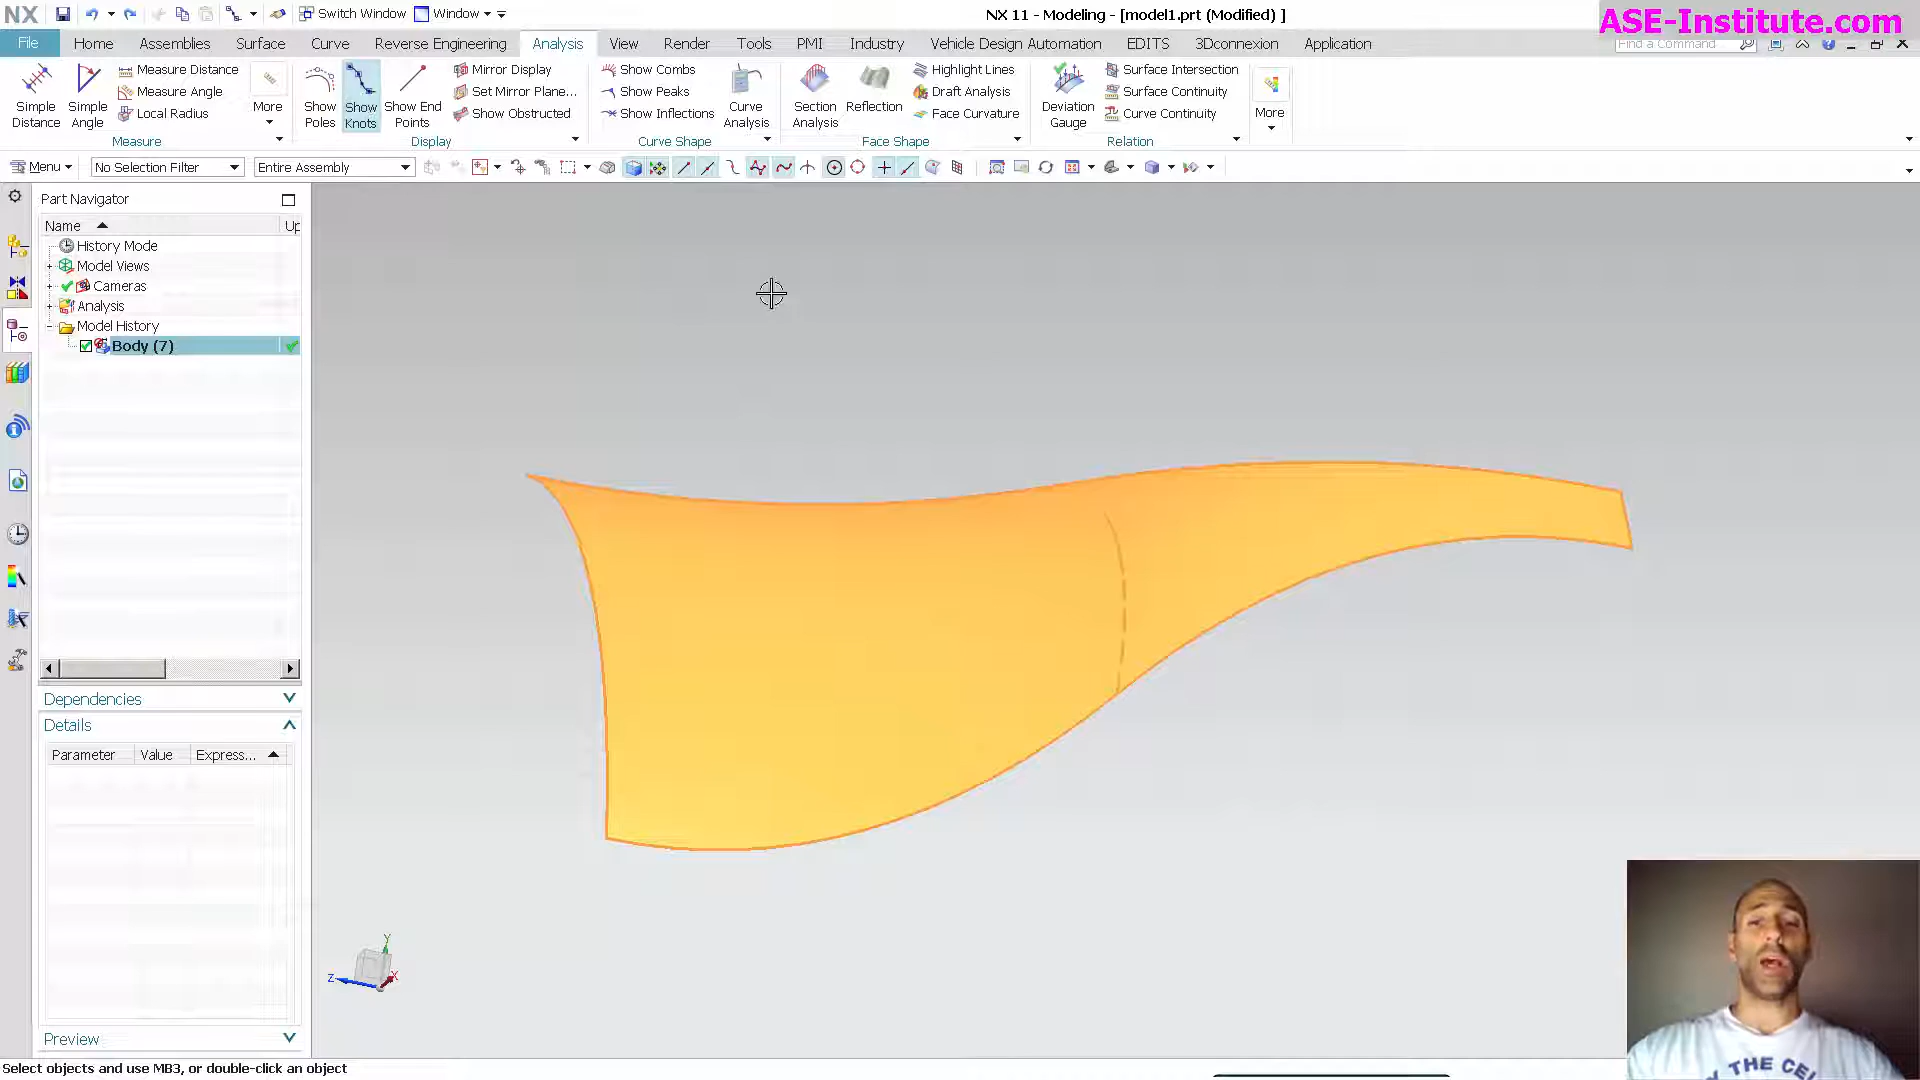 NX
Switch Window
Window
NX 11 - Modeling - [model1.prt (Modified) ]
ASE-Institute.com
File
Home
Assemblies
Surface
Curve
Reverse Engineering
Analysis
View
Render
Tools
PMI
Industry
Vehicle Design Automation
EDITS
3Dconnexion
Application
Find a Command
Simple Distance
Simple Angle
Measure Distance
Measure Angle
Local Radius
More
Measure
Show Poles
Show Knots
Show End Points
Mirror Display
Set Mirror Plane...
Show Obstructed
Display
Show Combs
Show Peaks
Show Inflections
Curve Analysis
Curve Shape
Section Analysis
Reflection
Highlight Lines
Draft Analysis
Face Curvature
Face Shape
Deviation Gauge
Surface Intersection
Surface Continuity
Curve Continuity
Relation
More
Menu
No Selection Filter
Entire Assembly
Part Navigator
Name
Up
History Mode
Model Views
Cameras
Analysis
Model History
Body (7)
Dependencies
Details
Parameter
Value
Express...
Preview
Y
Z
X
Select objects and use MB3, or double-click an object
THE CEL